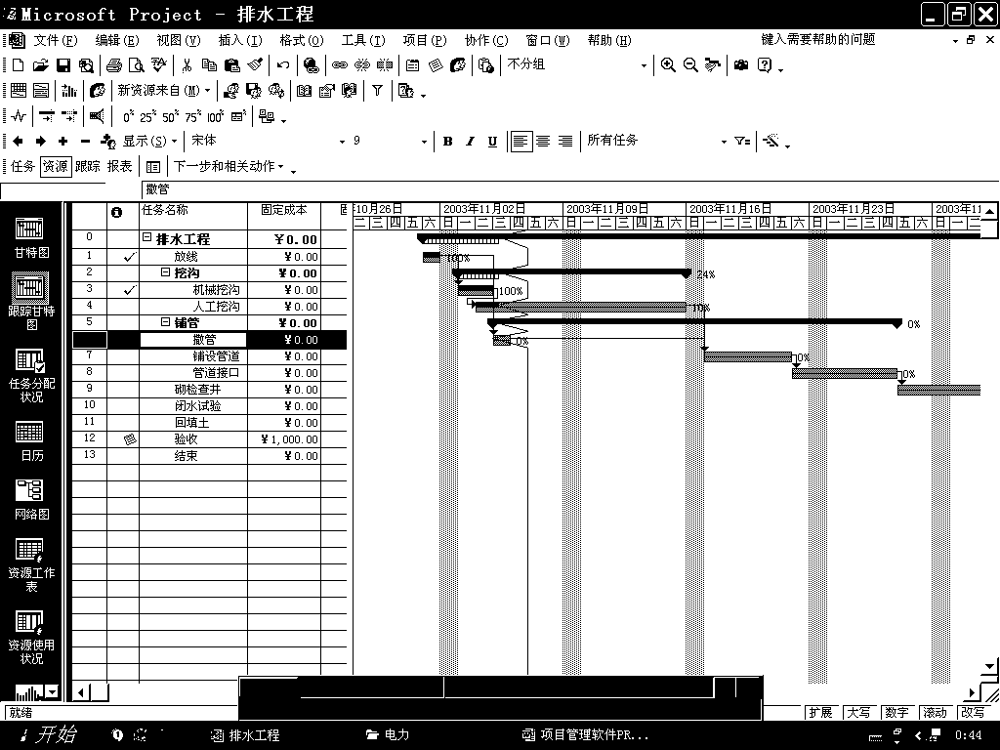 Microsoft Project - 排水工程
文件(F) 编辑(E) 视图(V) 插入(I) 格式(O) 工具(T) 项目(P) 协作(C) 窗口(W) 帮助(H) 键入需要帮助的问题
不分组
新资源来自(M)
0% 25% 50% 75% 100%
显示(S) 宋体 9 B I U 所有任务
任务 资源 跟踪 报表 下一步和相关动作
撒管
任务名称 固定成本 10月26日 2003年11月02日 2003年11月09日 2003年11月16日 2003年11月23日 2003年11
二 三 四 五 六 日 一 二 三 四 五 六 日 一 二 三 四 五 六 日 一 二 三 四 五 六 日 一 二 三 四 五 六 日 一 二
0 排水工程 ¥0.00
1 放线 ¥0.00 100%
2 挖沟 ¥0.00 24%
3 机械挖沟 ¥0.00 100%
4 人工挖沟 ¥0.00 10%
5 铺管 ¥0.00 0%
撒管 ¥0.00 0%
7 铺设管道 ¥0.00 0%
8 管道接口 ¥0.00 0%
9 砌检查井 ¥0.00
10 闭水试验 ¥0.00
11 回填土 ¥0.00
12 验收 ¥1,000.00
13 结束 ¥0.00
甘特图
跟踪甘特图
任务分配状况
日历
网络图
资源工作表
资源使用状况
就绪 扩展 大写 数字 滚动 改写
开始 排水工程 电力 项目管理软件PR... 0:44